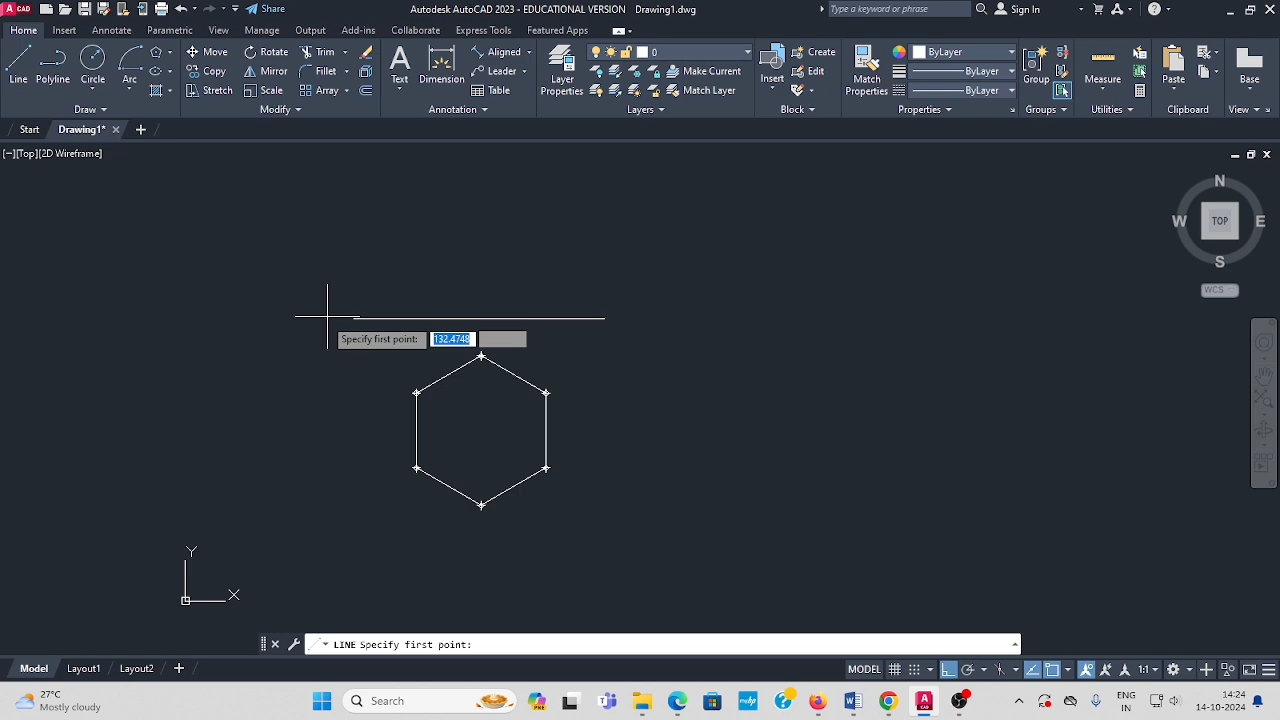 A CAD Share Autodesk AutoCAD 2023 - EDUCATIONAL VERSION Drawing1.dwg Type a keyword or phrase Sign In
Home Insert Annotate Parametric View Manage Output Add-ins Collaborate Express Tools Featured Apps
Move Rotate Trim Linear Aligned 0 Create ByLayer
Line Polyline Circle Arc Copy Mirror Fillet Text Dimension Leader Layer Properties Make Current Insert Edit Match Properties ByLayer Group Measure Paste Base
Stretch Scale Array Table Match Layer ByLayer
Draw Modify Annotation Layers Block Properties Groups Utilities Clipboard View
Start Drawing1*
[–][Top][2D Wireframe]
N
W TOP E
S
WCS
Specify first point: 132.4748
Y
X
LINE Specify first point:
Model Layout1 Layout2 MODEL 1:1
27°C
Mostly cloudy
Search
PRE
ENG
IN
14:24
14-10-2024